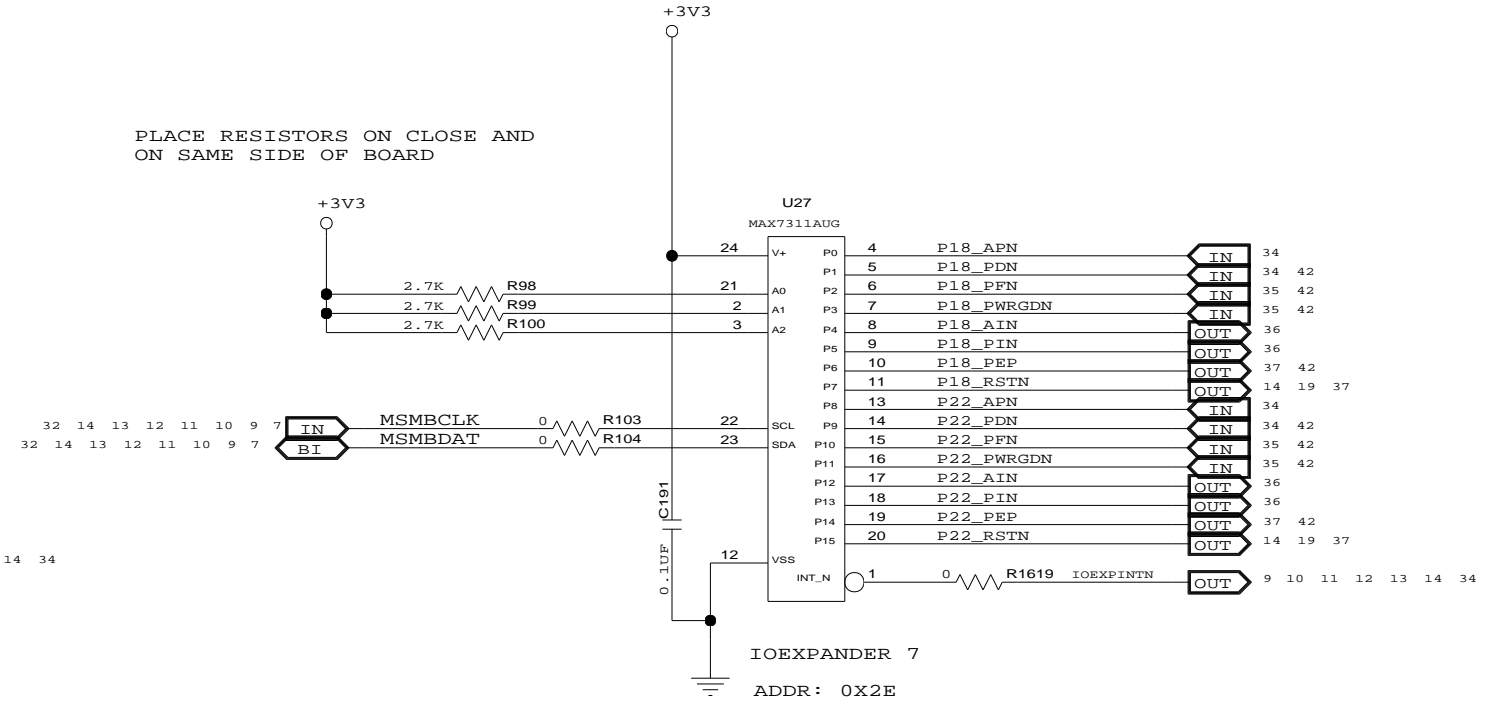 +3V3
PLACE RESISTORS ON CLOSE AND
ON SAME SIDE OF BOARD
+3V3
U27
MAX7311AUG
24 V+ P0 4 P18_APN IN 34
P1 5 P18_PDN IN 34 42
2.7K R98 21 A0 P2 6 P18_PFN IN 35 42
2.7K R99 2 A1 P3 7 P18_PWRGDN IN 35 42
2.7K R100 3 A2 P4 8 P18_AIN OUT 36
P5 9 P18_PIN OUT 36
P6 10 P18_PEP OUT 37 42
P7 11 P18_RSTN OUT 14 19 37
P8 13 P22_APN IN 34
32 14 13 12 11 10 9 7 IN MSMBCLK 0 R103 22 SCL P9 14 P22_PDN IN 34 42
32 14 13 12 11 10 9 7 BI MSMBDAT 0 R104 23 SDA P10 15 P22_PFN IN 35 42
P11 16 P22_PWRGDN IN 35 42
P12 17 P22_AIN OUT 36
P13 18 P22_PIN OUT 36
C191 P14 19 P22_PEP OUT 37 42
P15 20 P22_RSTN OUT 14 19 37
14 34
0.1UF 12 VSS
INT_N 1 0 R1619 IOEXPINTN OUT 9 10 11 12 13 14 34
IOEXPANDER 7
ADDR: 0X2E